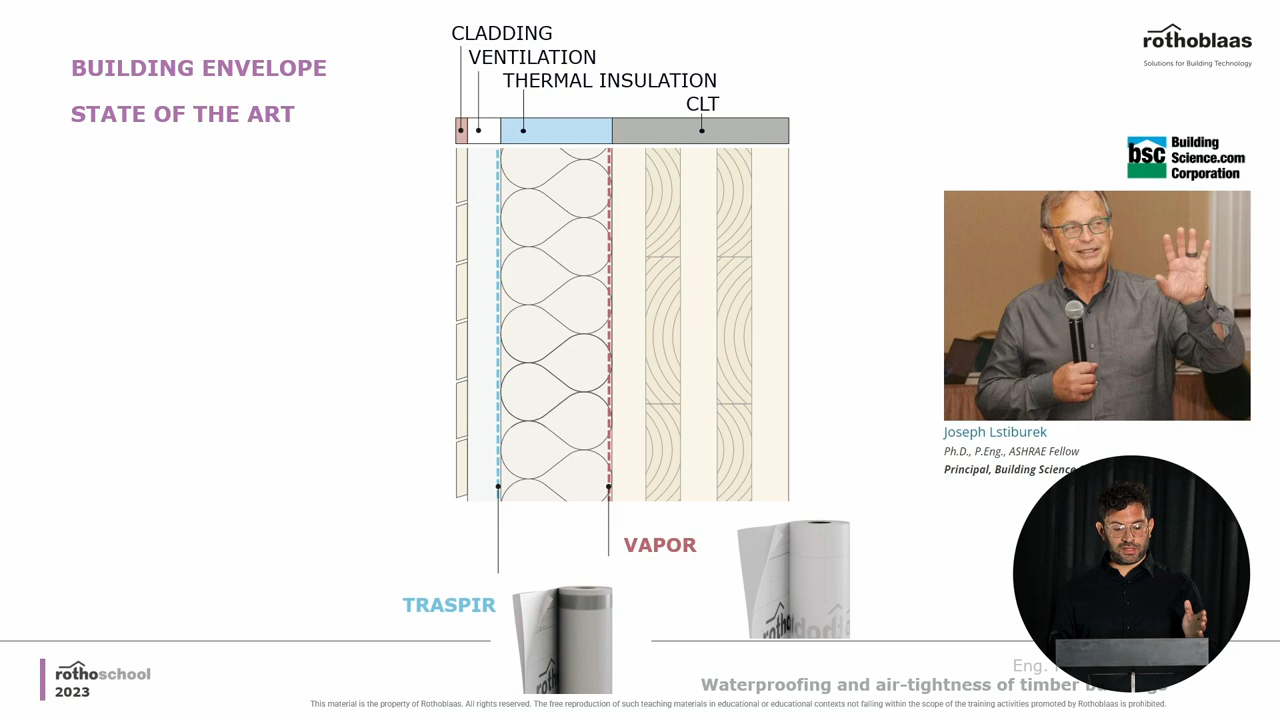 CLADDING
VENTILATION
THERMAL INSULATION
CLT
BUILDING ENVELOPE
STATE OF THE ART
rothoblaas
Solutions for Building Technology
bsc
Building
Science.com
Corporation
Joseph Lstiburek
Ph.D., P.Eng., ASHRAE Fellow
Principal, Building Science
VAPOR
TRASPIR
rothoschool
2023
Eng.
Waterproofing and air-tightness of timber
This material is the property of Rothoblaas. All rights reserved. The free reproduction of such teaching materials in educational or educational contexts not falling within the scope of the training activities promoted by Rothoblaas is prohibited.